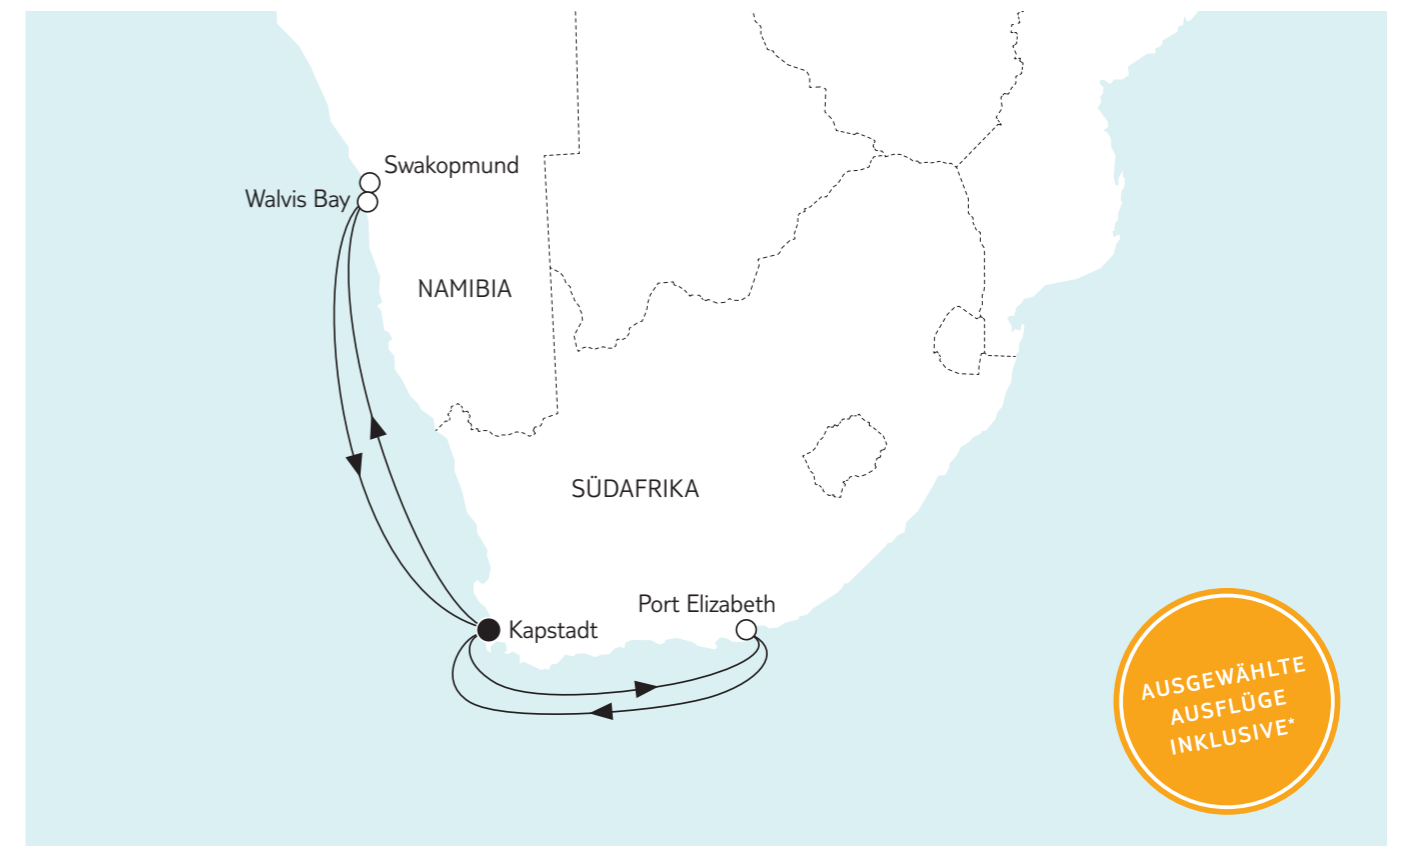 Swakopmund
Walvis Bay
NAMIBIA
SÜDAFRIKA
Port Elizabeth
Kapstadt
AUSGEWÄHLTE
AUSFLÜGE
INKLUSIVE*